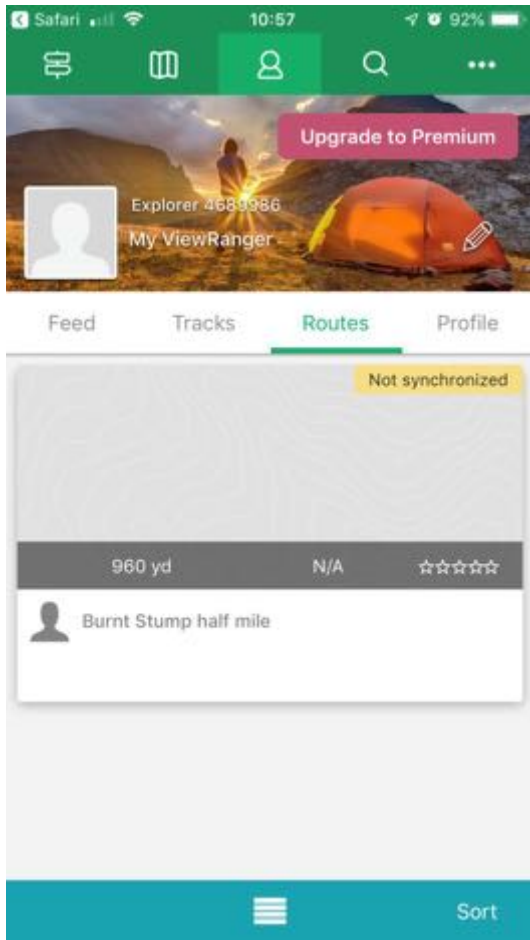 Safari 10:57 92%
Upgrade to Premium
Explorer 4689986
My ViewRanger
Feed Tracks Routes Profile
Not synchronized
960 yd N/A
Burnt Stump half mile
Sort